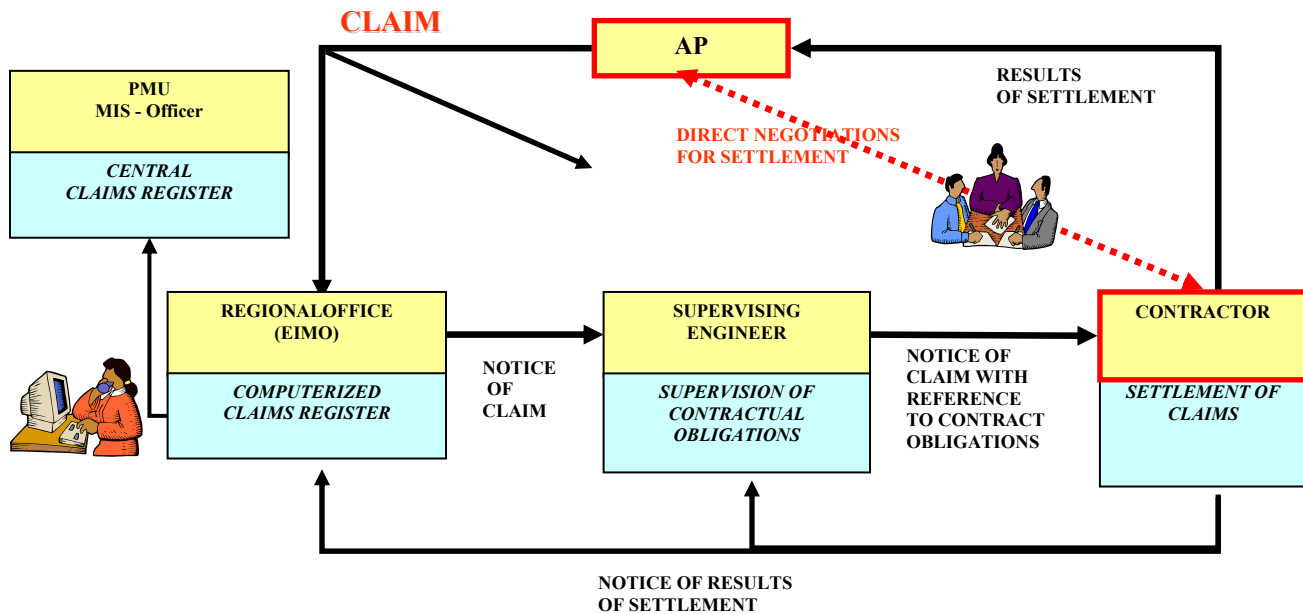 CLAIM
AP
RESULTS
OF SETTLEMENT
PMU
MIS - Officer
CENTRAL
CLAIMS REGISTER
DIRECT NEGOTIATIONS
FOR SETTLEMENT
REGIONALOFFICE
(EIMO)
COMPUTERIZED
CLAIMS REGISTER
NOTICE
OF
CLAIM
SUPERVISING
ENGINEER
SUPERVISION OF
CONTRACTUAL
OBLIGATIONS
NOTICE OF
CLAIM WITH
REFERENCE
TO CONTRACT
OBLIGATIONS
CONTRACTOR
SETTLEMENT OF
CLAIMS
NOTICE OF RESULTS
OF SETTLEMENT